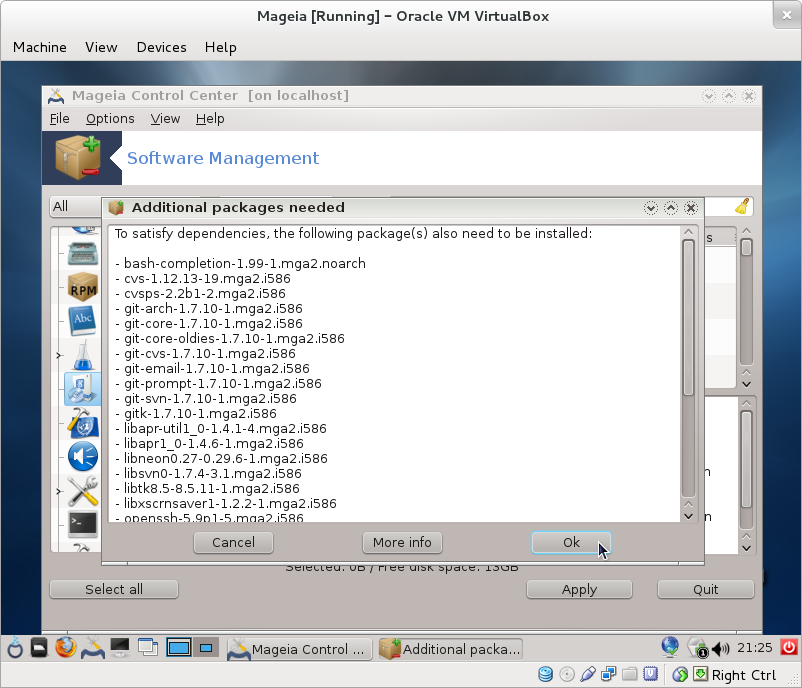 Mageia [Running] – Oracle VM VirtualBox
Machine View Devices Help
Mageia Control Center [on localhost]
File Options View Help
Software Management
All
Additional packages needed
To satisfy dependencies, the following package(s) also need to be installed:
- bash-completion-1.99-1.mga2.noarch
- cvs-1.12.13-19.mga2.i586
- cvsps-2.2b1-2.mga2.i586
- git-arch-1.7.10-1.mga2.i586
- git-core-1.7.10-1.mga2.i586
- git-core-oldies-1.7.10-1.mga2.i586
- git-cvs-1.7.10-1.mga2.i586
- git-email-1.7.10-1.mga2.i586
- git-prompt-1.7.10-1.mga2.i586
- git-svn-1.7.10-1.mga2.i586
- gitk-1.7.10-1.mga2.i586
- libapr-util1_0-1.4.1-4.mga2.i586
- libapr1_0-1.4.6-1.mga2.i586
- libneon0.27-0.29.6-1.mga2.i586
- libsvn0-1.7.4-3.1.mga2.i586
- libtk8.5-8.5.11-1.mga2.i586
- libxscrnsaver1-1.2.2-1.mga2.i586
- openssh-5.9p1-5.mga2.i586
s
RPM
Abc
n
n
Cancel More info Ok
Selected: 0B / Free disk space: 13GB
Select all Apply Quit
Mageia Control ... Additional packa... 1 21:25
Right Ctrl